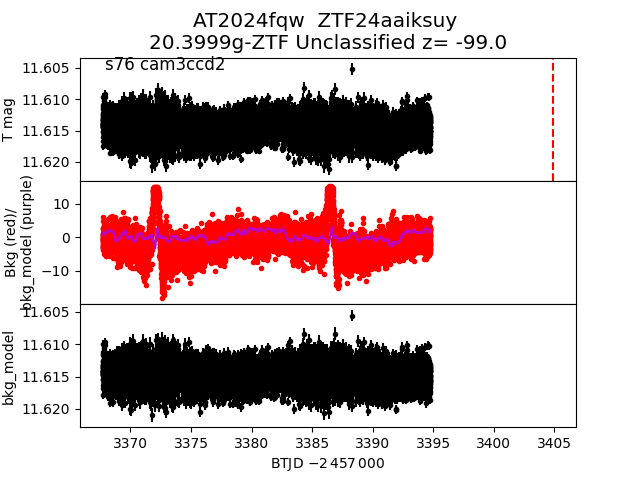 AT2024fqw  ZTF24aaiksuy
20.3999g-ZTF Unclassified z= -99.0
s76 cam3ccd2
T mag
11.605
11.610
11.615
11.620
Bkg (red)/
bkg_model (purple)
10
0
−10
bkg_model
11.605
11.610
11.615
11.620
3370 3375 3380 3385 3390 3395 3400 3405
BTJD −2 457 000